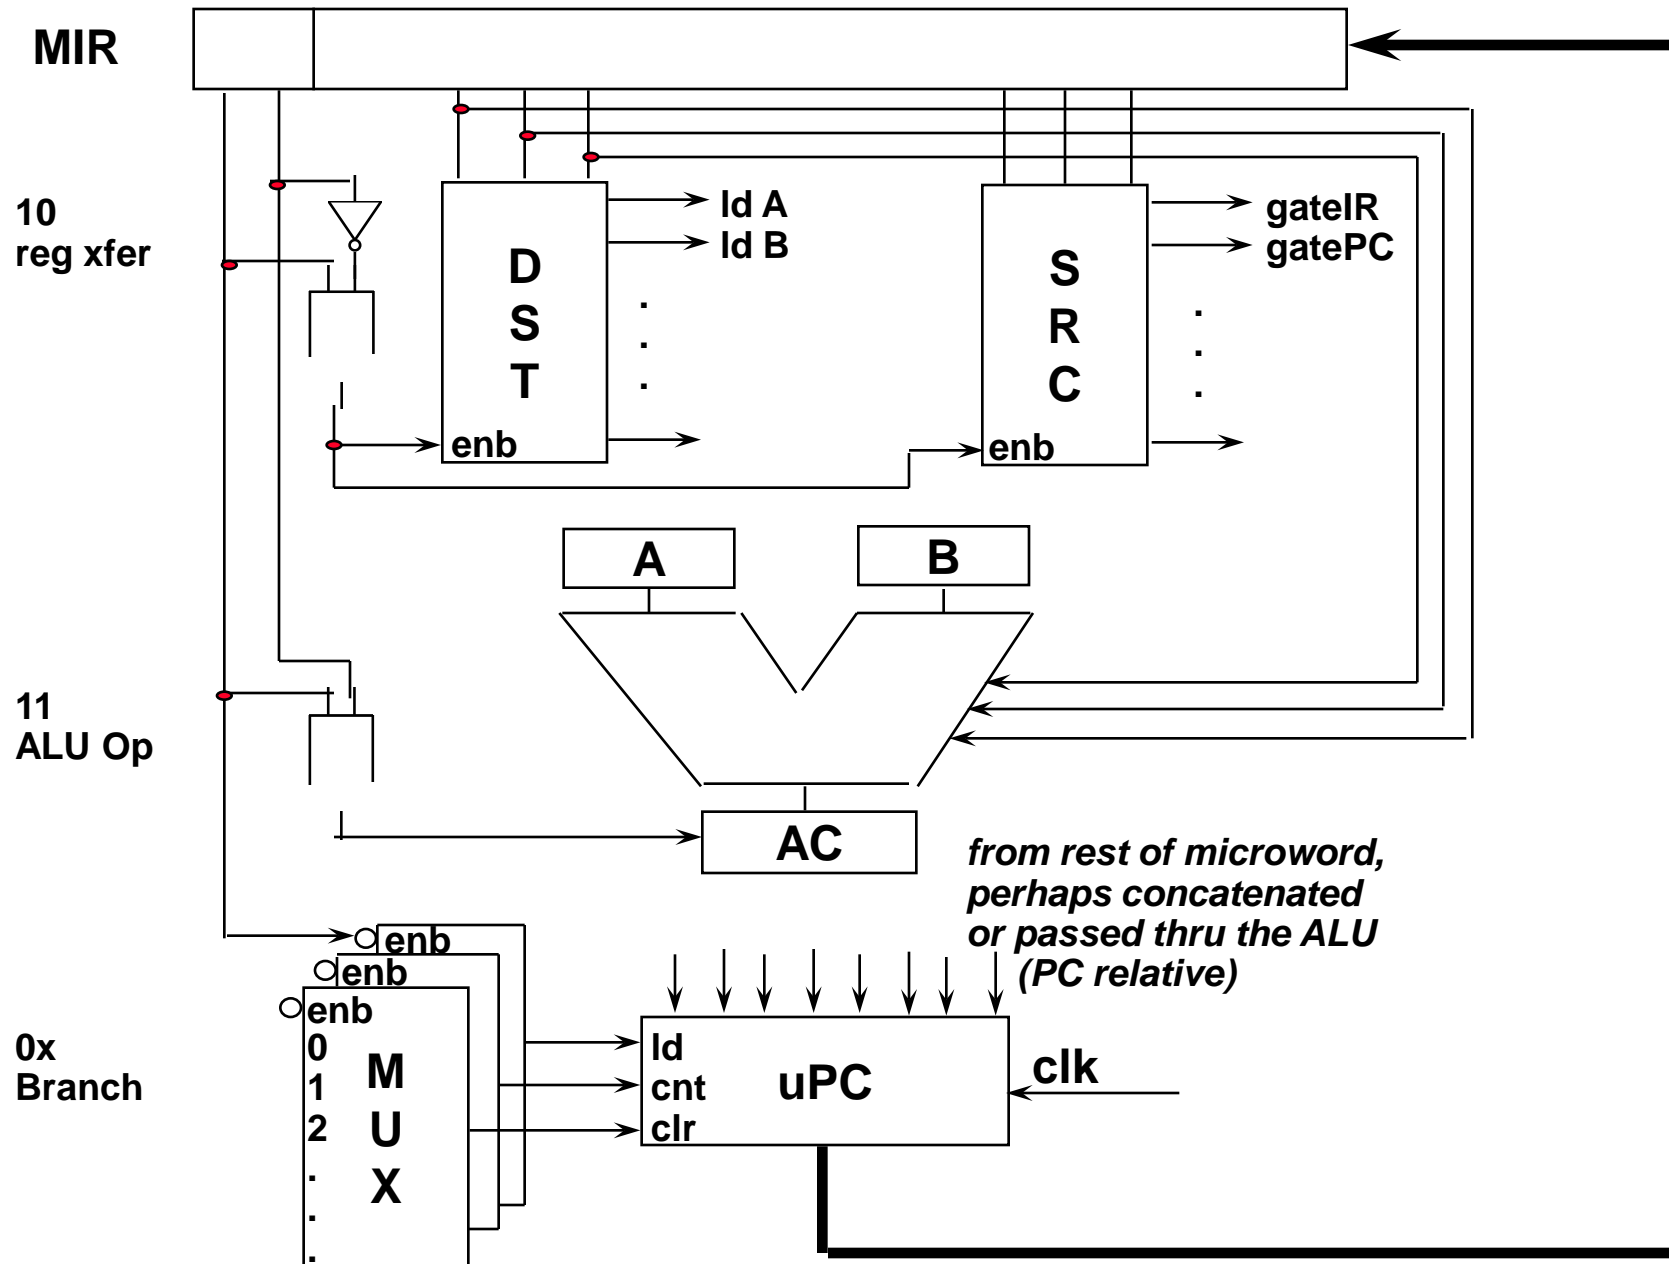 MIR
10
reg xfer
ld A
ld B
gateIR
gatePC
D
S
T
.
.
.
S
R
C
.
.
.
enb
enb
A
B
11
ALU Op
AC
from rest of microword,
perhaps concatenated
or passed thru the ALU
(PC relative)
enb
enb
enb
0x
Branch
0
1
2
.
.
.
M
U
X
ld
cnt
clr
uPC
clk